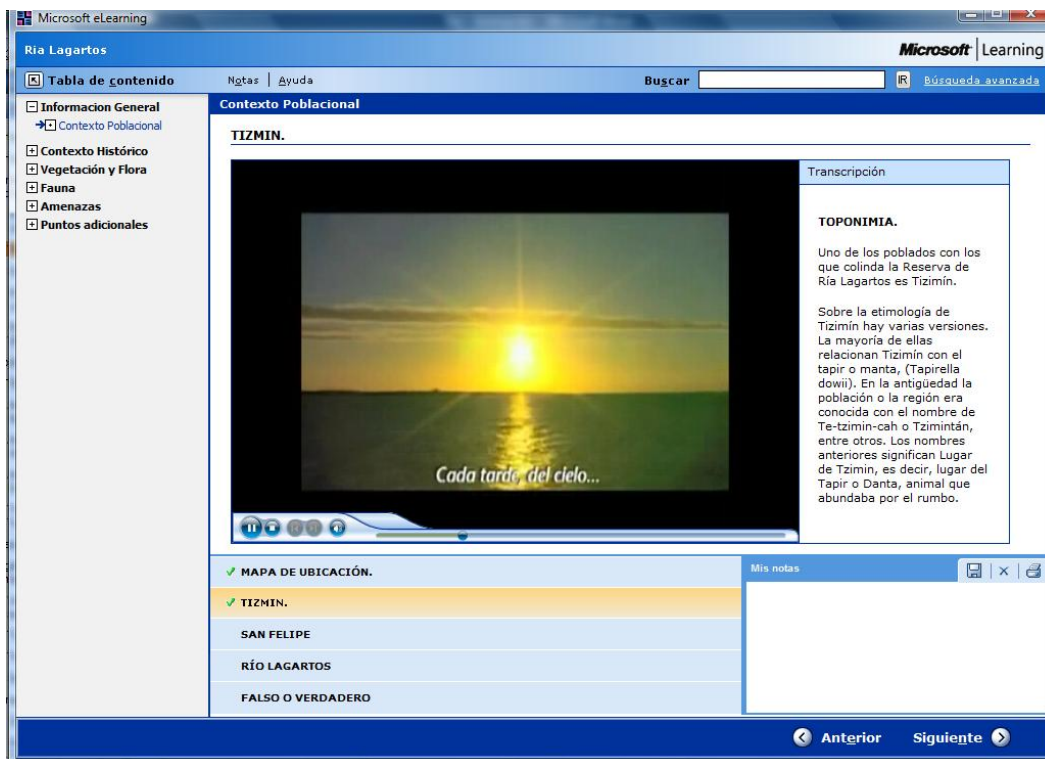 Microsoft eLearning
Ria Lagartos
Microsoft Learning
Tabla de contenido
Notas | Ayuda
Buscar
IR
Búsqueda avanzada
Informacion General
Contexto Poblacional
Contexto Histórico
Vegetación y Flora
Fauna
Amenazas
Puntos adicionales
Contexto Poblacional
TIZMIN.
Cada tarde, del cielo...
Transcripción
TOPONIMIA.
Uno de los poblados con los
que colinda la Reserva de
Ría Lagartos es Tizimín.
Sobre la etimología de
Tizimín hay varias versiones.
La mayoría de ellas
relacionan Tizimín con el
tapir o manta, (Tapirella
dowii). En la antigüedad la
población o la región era
conocida con el nombre de
Te-tzimin-cah o Tzimintán,
entre otros. Los nombres
anteriores significan Lugar
de Tzimin, es decir, lugar del
Tapir o Danta, animal que
abundaba por el rumbo.
MAPA DE UBICACIÓN.
TIZMIN.
SAN FELIPE
RÍO LAGARTOS
FALSO O VERDADERO
Mis notas
Anterior
Siguiente